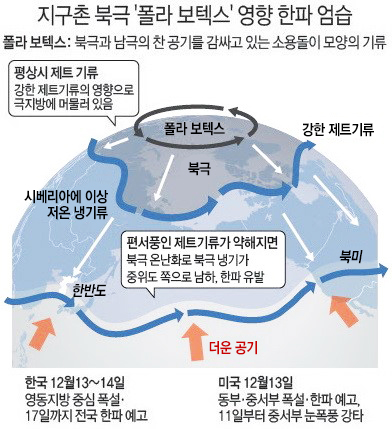 지구촌 북극 '폴라 보텍스' 영향 한파 엄습
폴라 보텍스: 북극과 남극의 찬 공기를 감싸고 있는 소용돌이 모양의 기류
평상시 제트 기류
강한 제트기류의 영향으로
극지방에 머물러 있음
폴라 보텍스
강한 제트기류
북극
시베리아에 이상
저온 냉기류
편서풍인 제트기류가 약해지면
북극 온난화로 북극 냉기가
중위도 쪽으로 남하, 한파 유발
북미
한반도
더운 공기
한국 12월13~14일
영동지방 중심 폭설·
17일까지 전국 한파 예고
미국 12월13일
동부·중서부 폭설·한파 예고,
11일부터 중서부 눈폭풍 강타